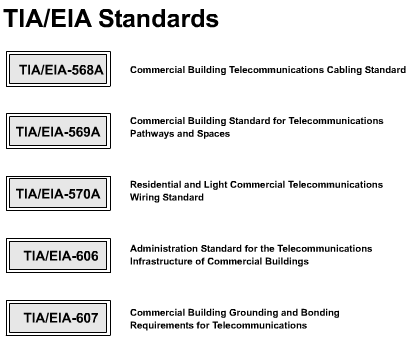 TIA/EIA Standards
TIA/EIA-568A
Commercial Building Telecommunications Cabling Standard
TIA/EIA-569A
Commercial Building Standard for Telecommunications
Pathways and Spaces
TIA/EIA-570A
Residential and Light Commercial Telecommunications
Wiring Standard
TIA/EIA-606
Administration Standard for the Telecommunications
Infrastructure of Commercial Buildings
TIA/EIA-607
Commercial Building Grounding and Bonding
Requirements for Telecommunications